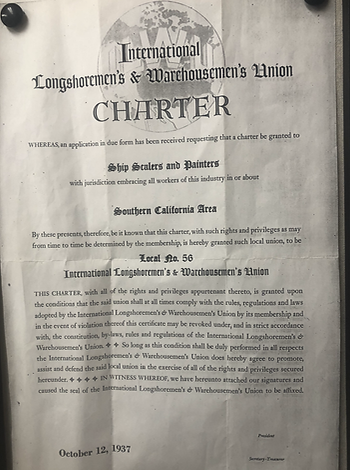 International
Longshoremen's & Warehousemen's Union
CHARTER
WHEREAS, an application in due form has been received requesting that a charter be granted to
Ship Scalers and Painters
with jurisdiction embracing all workers of this industry in or about
Southern California Area
By these presents, therefore, be it known that this charter, with such rights and privileges as may
from time to time be determined by the membership, is hereby granted such local union, to be
Local No. 56
International Longshoremen's & Warehousemen's Union
THIS CHARTER, with all of the rights and privileges appurtenant thereto, is granted upon
the conditions that the said union shall at all times comply with the rules, regulations and laws
adopted by the International Longshoremen's & Warehousemen's Union by its membership and
in the event of violation thereof this certificate may be revoked under, and in strict accordance
with, the constitution, by-laws, rules and regulations of the International Longshoremen's &
Warehousemen's Union. ✦ ✦ So long as this condition shall be duly performed in all respects
the International Longshoremen's & Warehousemen's Union does hereby agree to promote,
assist and defend the said local union in the exercise of all of the rights and privileges secured
hereunder. ✦ ✦ ✦ ✦ IN WITNESS WHEREOF, we have hereunto attached our signatures and
caused the seal of the International Longshoremen's & Warehousemen's Union to be affixed.
President
October 12, 1937
Secretary-Treasurer